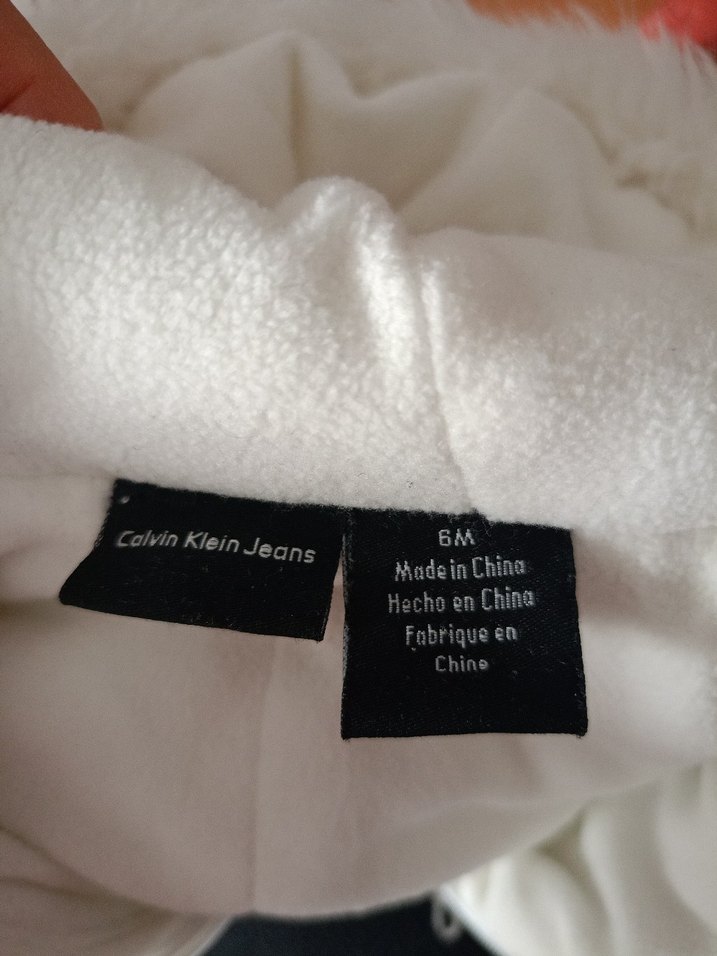 Calvin Klein Jeans
6M
Made in China
Hecho en China
Fabrique en
Chine